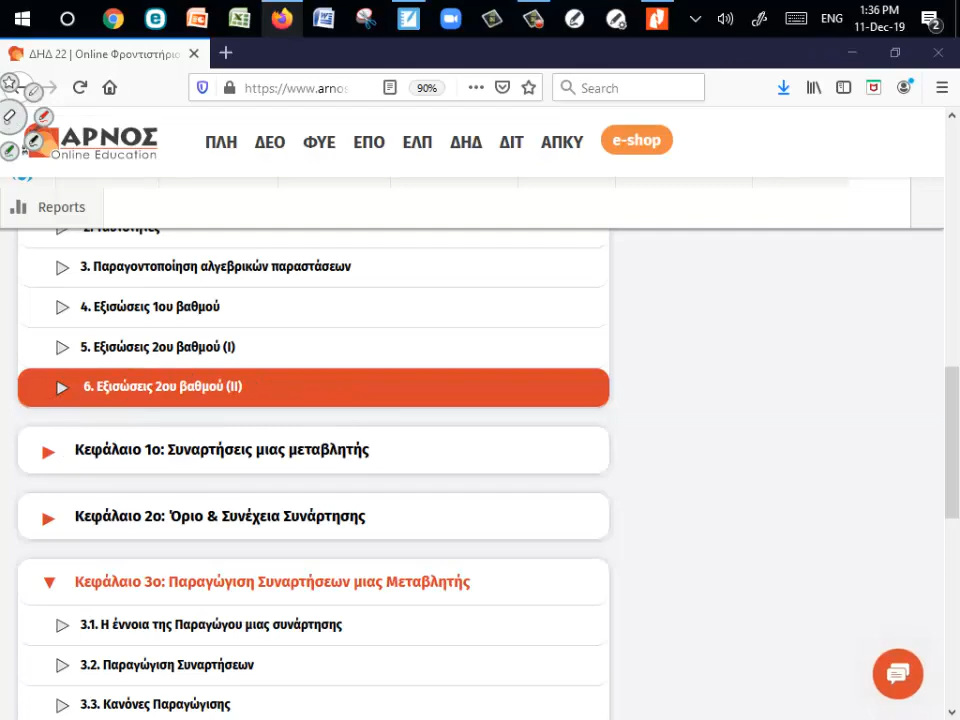 1:36 PM
ENG
11-Dec-19
2
ΔΗΔ 22 | Online Φροντιστήριο
https://www.arnos
90%
Search
ΑΡΝΟΣ
Online Education
ΠΛΗ ΔΕΟ ΦΥΕ ΕΠΟ ΕΛΠ ΔΗΔ ΔΙΤ ΑΠΚΥ e-shop
Reports
2. Ταυτότητες
3. Παραγοντοποίηση αλγεβρικών παραστάσεων
4. Εξισώσεις 1ου βαθμού
5. Εξισώσεις 2ου βαθμού (Ι)
6. Εξισώσεις 2ου βαθμού (ΙΙ)
Κεφάλαιο 1ο: Συναρτήσεις μιας μεταβλητής
Κεφάλαιο 2ο: Όριο & Συνέχεια Συνάρτησης
Κεφάλαιο 3ο: Παραγώγιση Συναρτήσεων μιας Μεταβλητής
3.1. Η έννοια της Παραγώγου μιας συνάρτησης
3.2. Παραγώγιση Συναρτήσεων
3.3. Κανόνες Παραγώγισης